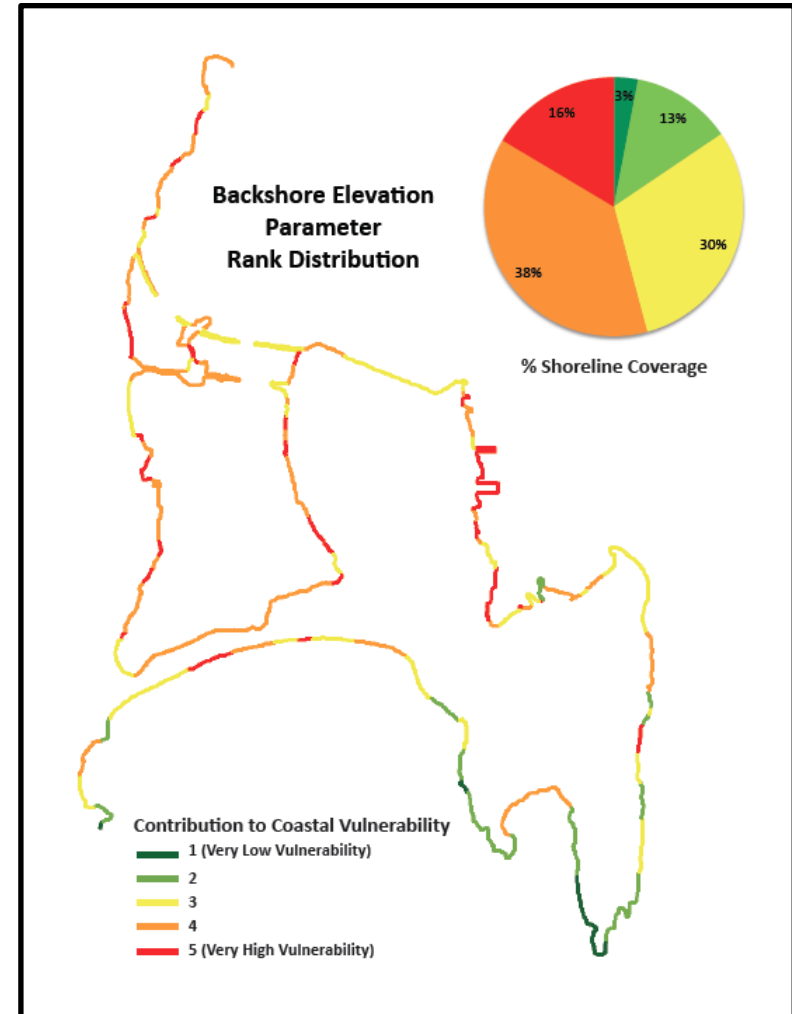 Backshore Elevation
Parameter
Rank Distribution
3%
13%
16%
30%
38%
% Shoreline Coverage
Contribution to Coastal Vulnerability
1 (Very Low Vulnerability)
2
3
4
5 (Very High Vulnerability)